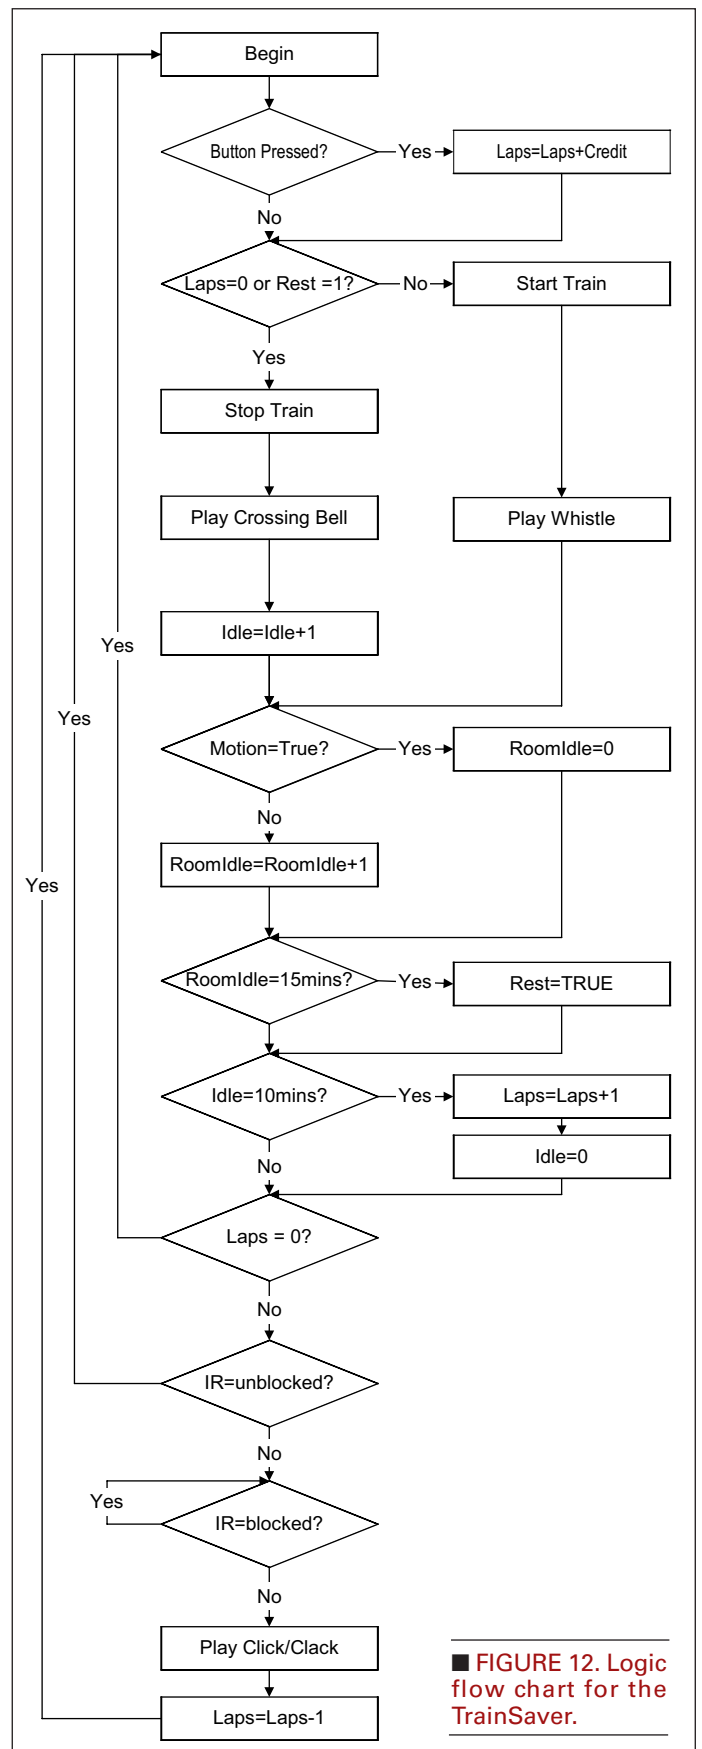 Begin
Button Pressed?
Yes
Laps=Laps+Credit
No
Laps=0 or Rest =1?
No
Start Train
Yes
Stop Train
Play Crossing Bell
Play Whistle
Idle=Idle+1
Yes
Yes
Motion=True?
Yes
RoomIdle=0
No
RoomIdle=RoomIdle+1
Yes
RoomIdle=15mins?
Yes
Rest=TRUE
Idle=10mins?
Yes
Laps=Laps+1
No
Idle=0
Laps = 0?
No
IR=unblocked?
No
Yes
IR=blocked?
No
Play Click/Clack
Laps=Laps-1
■ FIGURE 12. Logic
flow chart for the
TrainSaver.